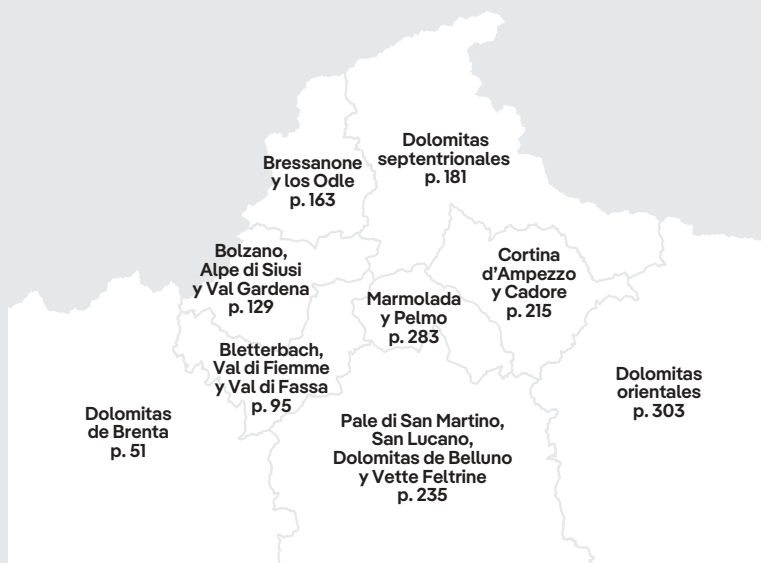 Dolomitas
septentrionales
p. 181
Bressanone
y los Odle
p. 163
Bolzano,
Alpe di Siusi
y Val Gardena
p. 129
Cortina
d’Ampezzo
y Cadore
p. 215
Marmolada
y Pelmo
p. 283
Bletterbach,
Val di Fiemme
y Val di Fassa
p. 95
Dolomitas
orientales
p. 303
Dolomitas
de Brenta
p. 51
Pale di San Martino,
San Lucano,
Dolomitas de Belluno
y Vette Feltrine
p. 235